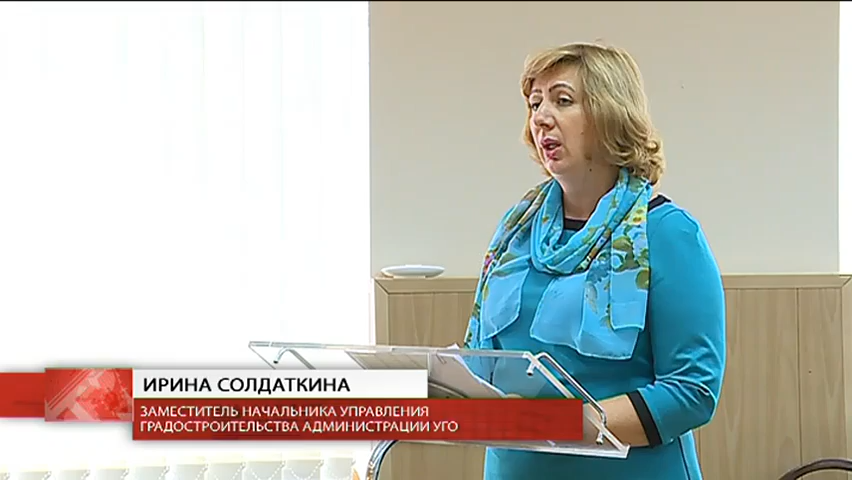 ИРИНА СОЛДАТКИНА
ЗАМЕСТИТЕЛЬ НАЧАЛЬНИКА УПРАВЛЕНИЯ
ГРАДОСТРОИТЕЛЬСТВА АДМИНИСТРАЦИИ УГО